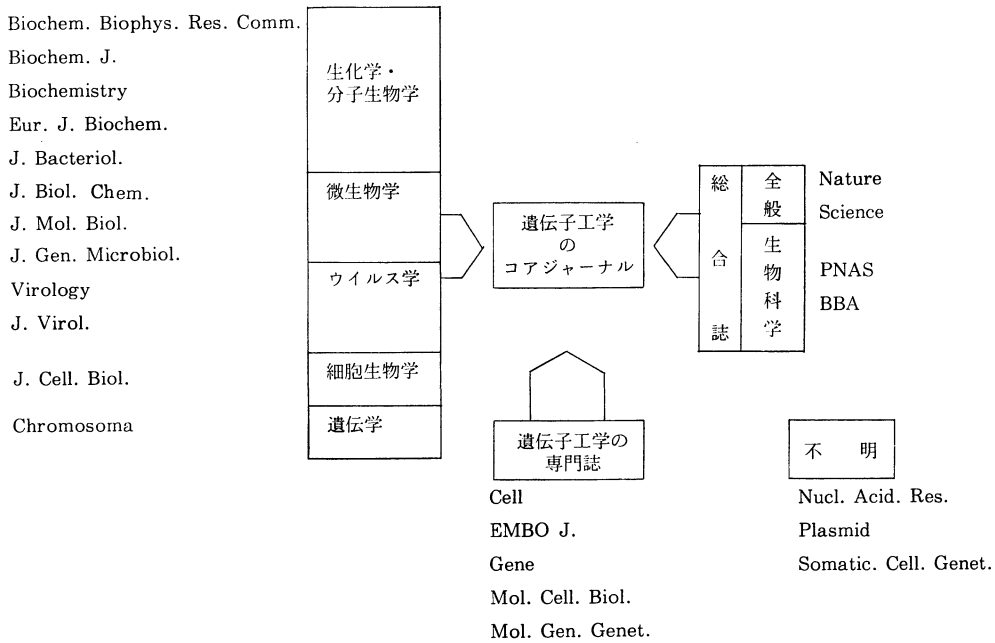 Biochem. Biophys. Res. Comm.
Biochem. J.
Biochemistry
Eur. J. Biochem.
J. Bacteriol.
J. Biol. Chem.
J. Mol. Biol.
J. Gen. Microbiol.
Virology
J. Virol.
J. Cell. Biol.
Chromosoma
生化学・
分子生物学
微生物学
ウイルス学
細胞生物学
遺伝学
遺伝子工学
の
コアジャーナル
総合誌
全般
生物科学
Nature
Science
PNAS
BBA
遺伝子工学の
専門誌
Cell
EMBO J.
Gene
Mol. Cell. Biol.
Mol. Gen. Genet.
不 明
Nucl. Acid. Res.
Plasmid
Somatic. Cell. Genet.